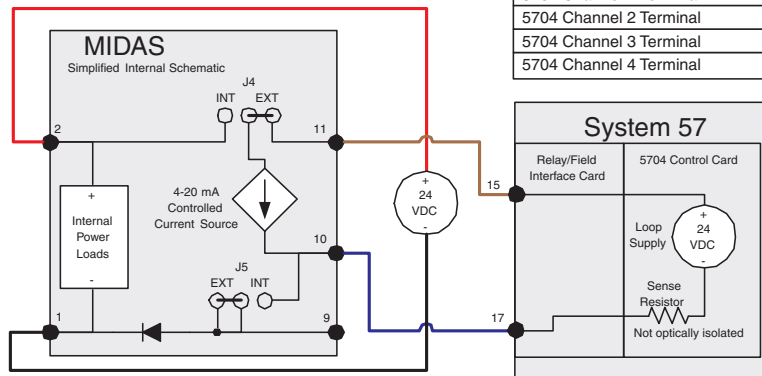 5704 Channel 2 Terminal
5704 Channel 3 Terminal
5704 Channel 4 Terminal
MIDAS
Simplified Internal Schematic
J4
INT
EXT
2
11
+
Internal
Power
Loads
-
4-20 mA
Controlled
Current Source
10
J5
EXT
INT
1
9
+
24
VDC
-
System 57
Relay/Field
Interface Card
5704 Control Card
15
Loop
Supply
+
24
VDC
-
Sense
Resistor
17
Not optically isolated